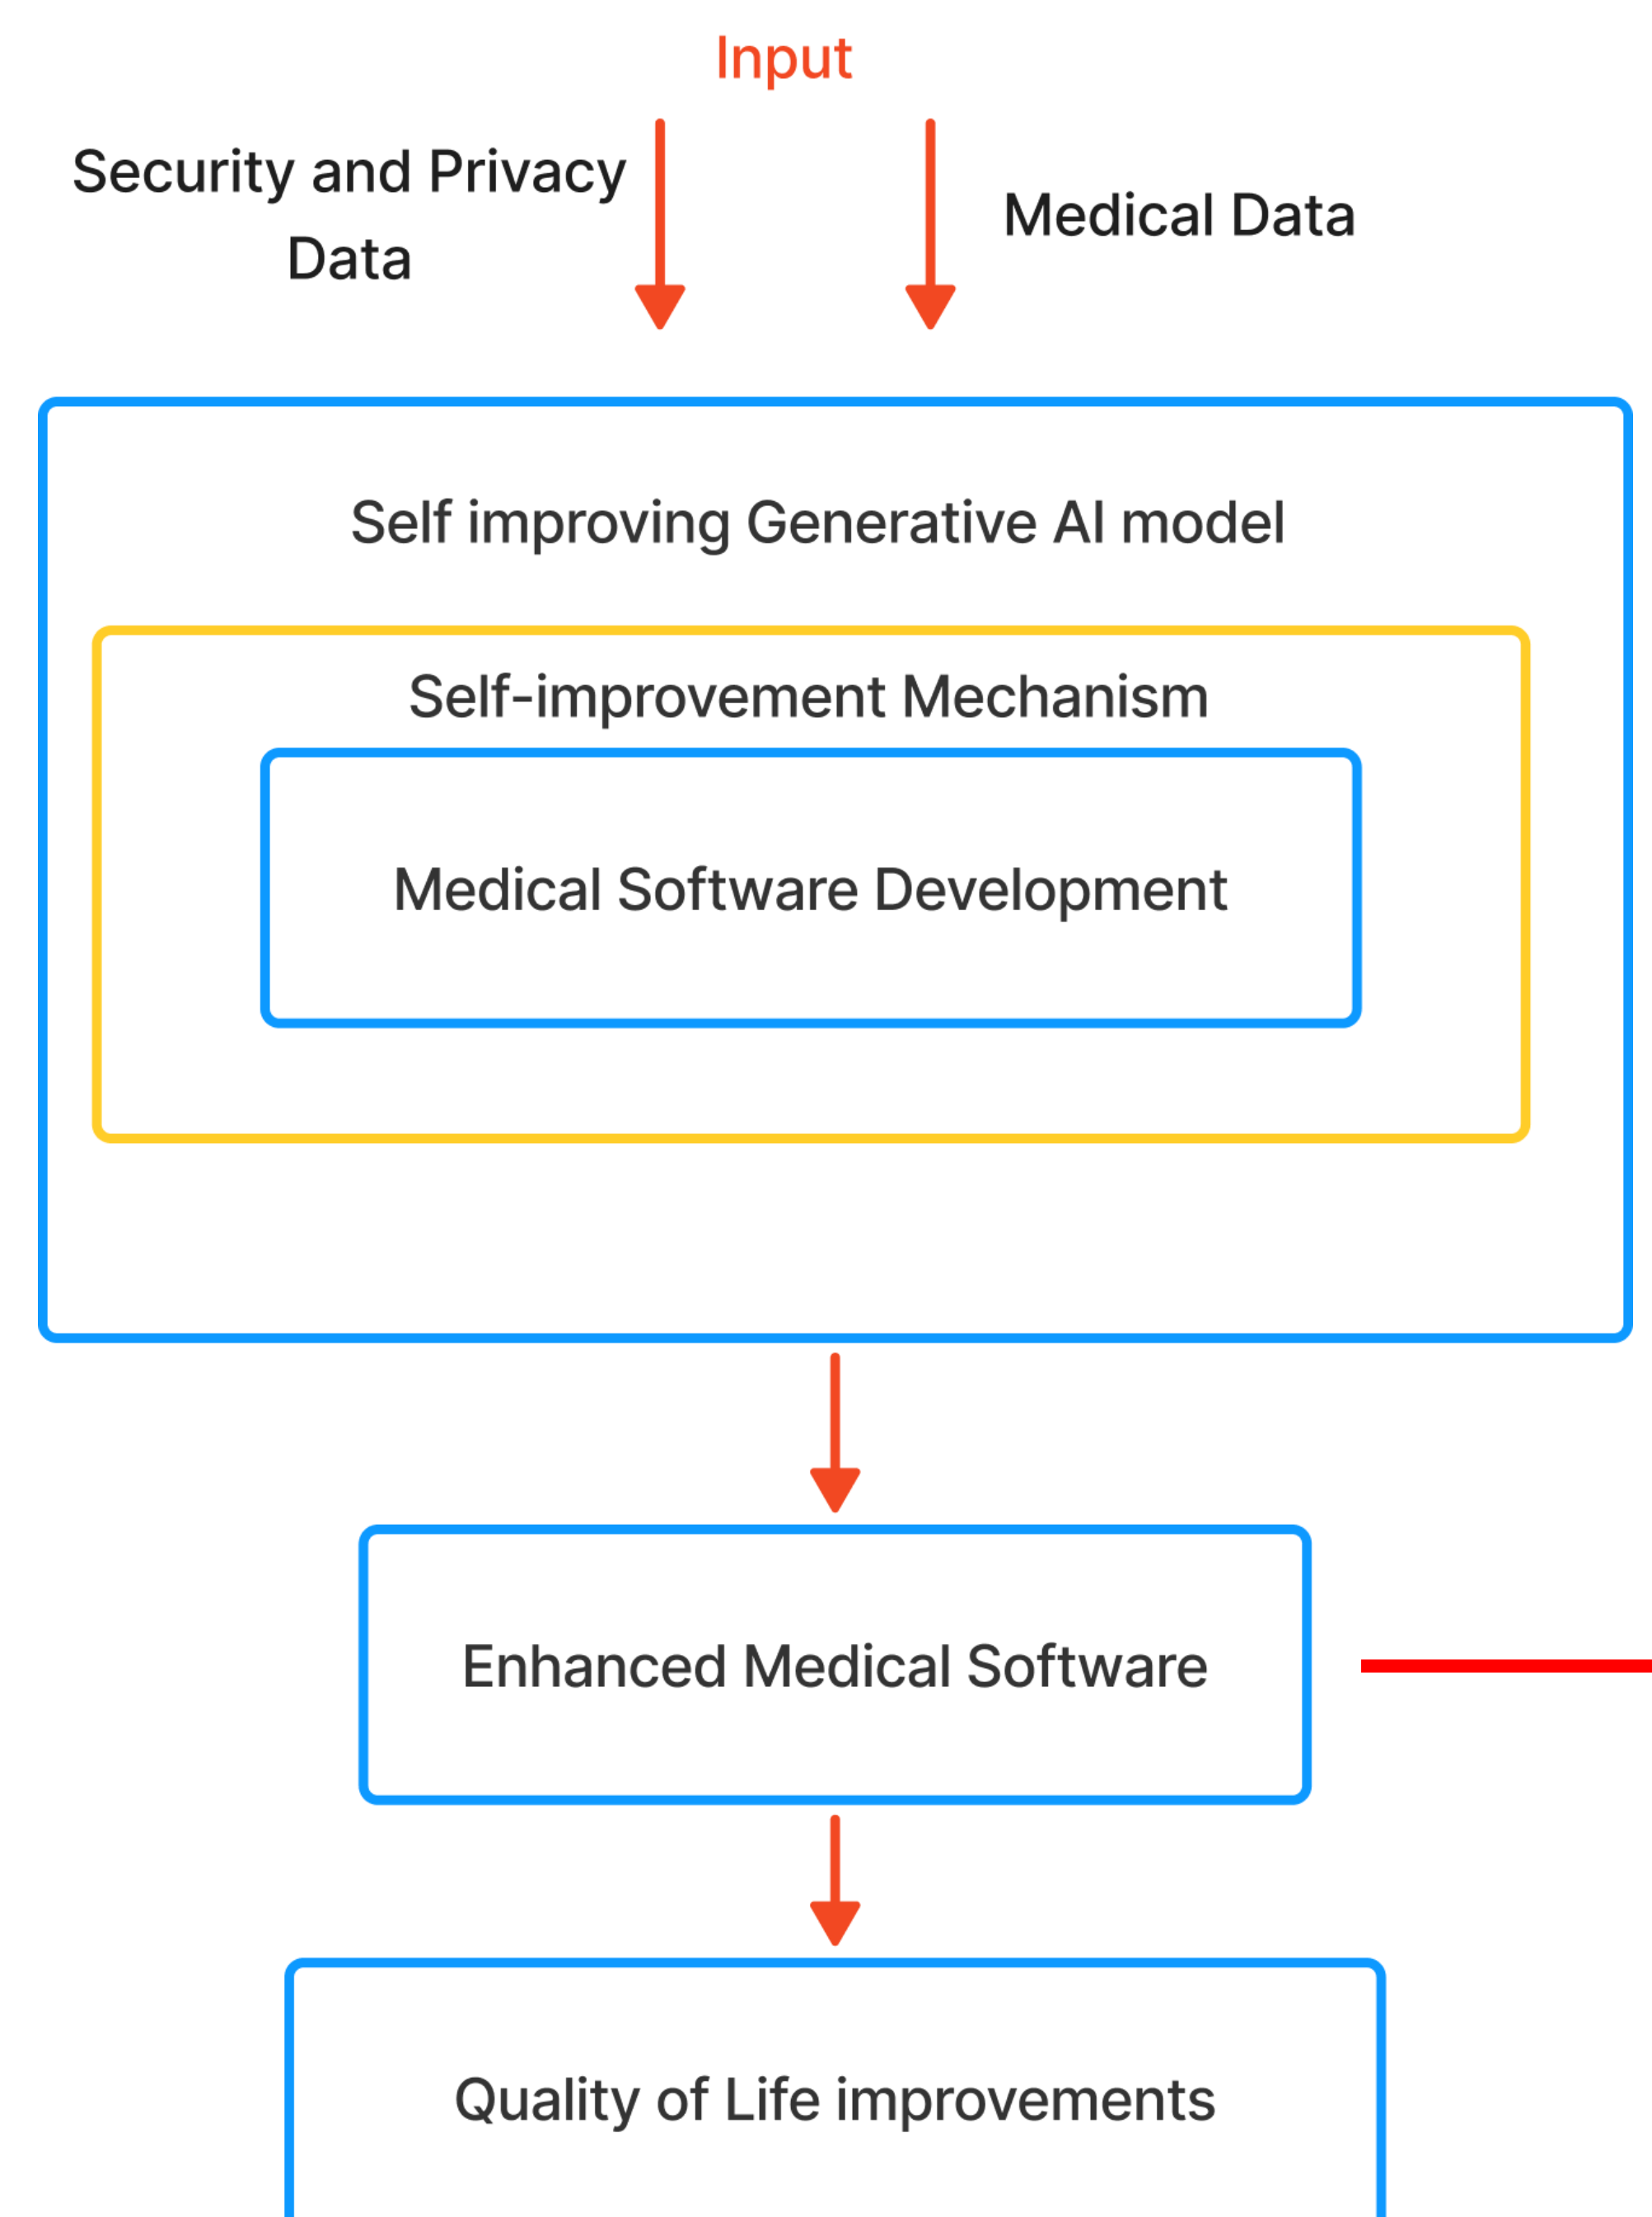 Input
Security and Privacy
Data
Medical Data
Self improving Generative AI model
Self-improvement Mechanism
Medical Software Development
Enhanced Medical Software
Quality of Life improvements